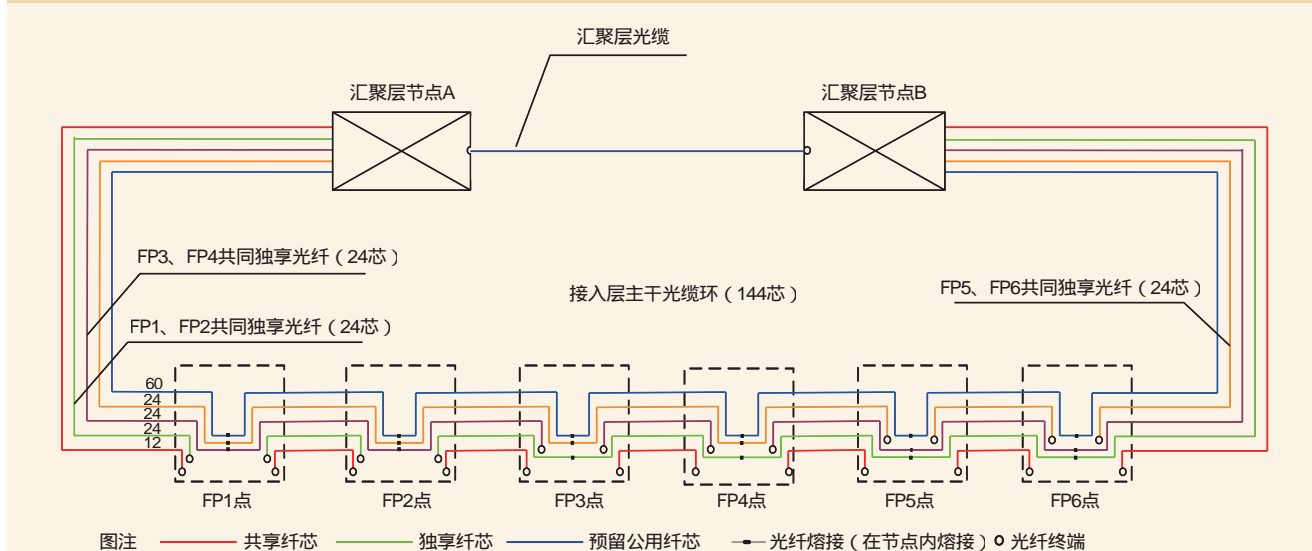 汇聚层光缆
汇聚层节点A
汇聚层节点B
FP3、FP4共同独享光纤（24芯）
接入层主干光缆环（144芯）
FP5、FP6共同独享光纤（24芯）
FP1、FP2共同独享光纤（24芯）
60
24
24
24
12
FP1点 FP2点 FP3点 FP4点 FP5点 FP6点
图注 共享纤芯 独享纤芯 预留公用纤芯 光纤熔接（在节点内熔接） 光纤终端